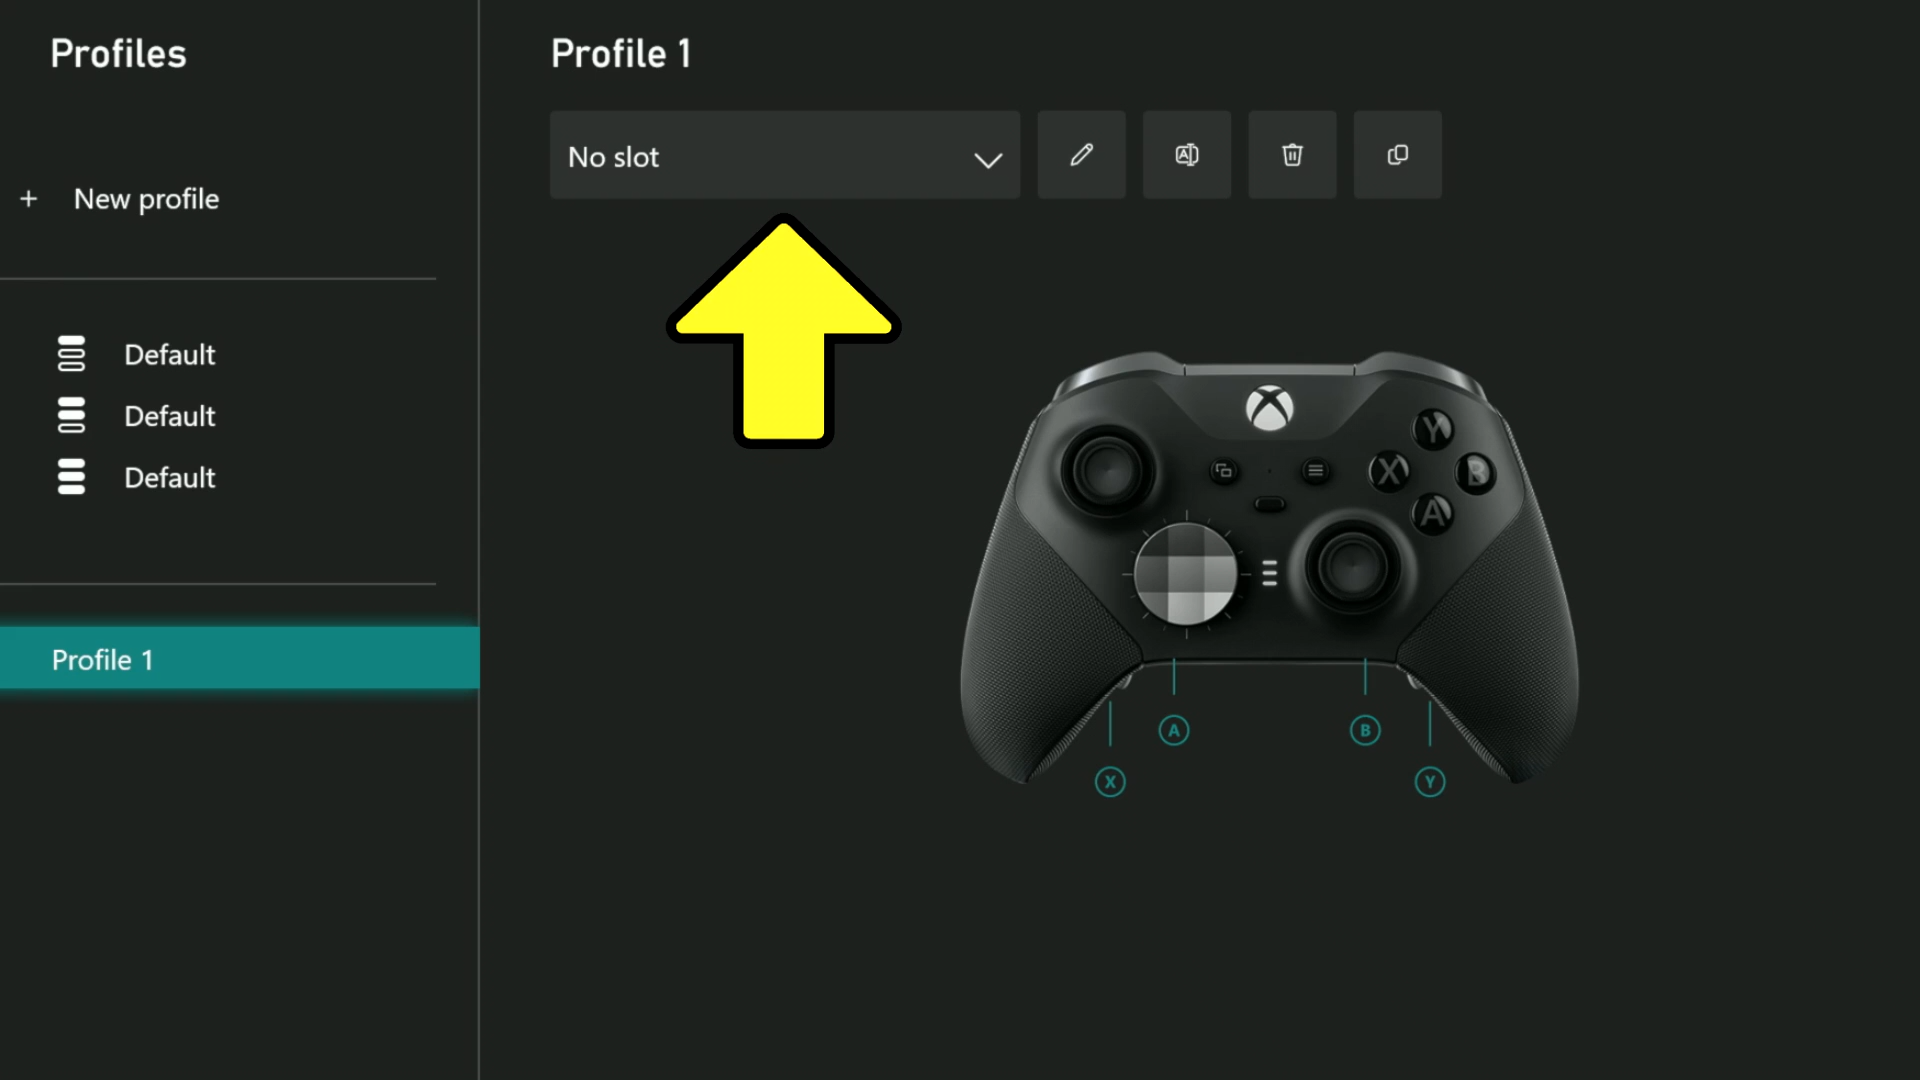 Profiles
New profile
Default
Default
Default
Profile 1
Profile 1
No slot
Y
X
B
A
A
B
X
Y